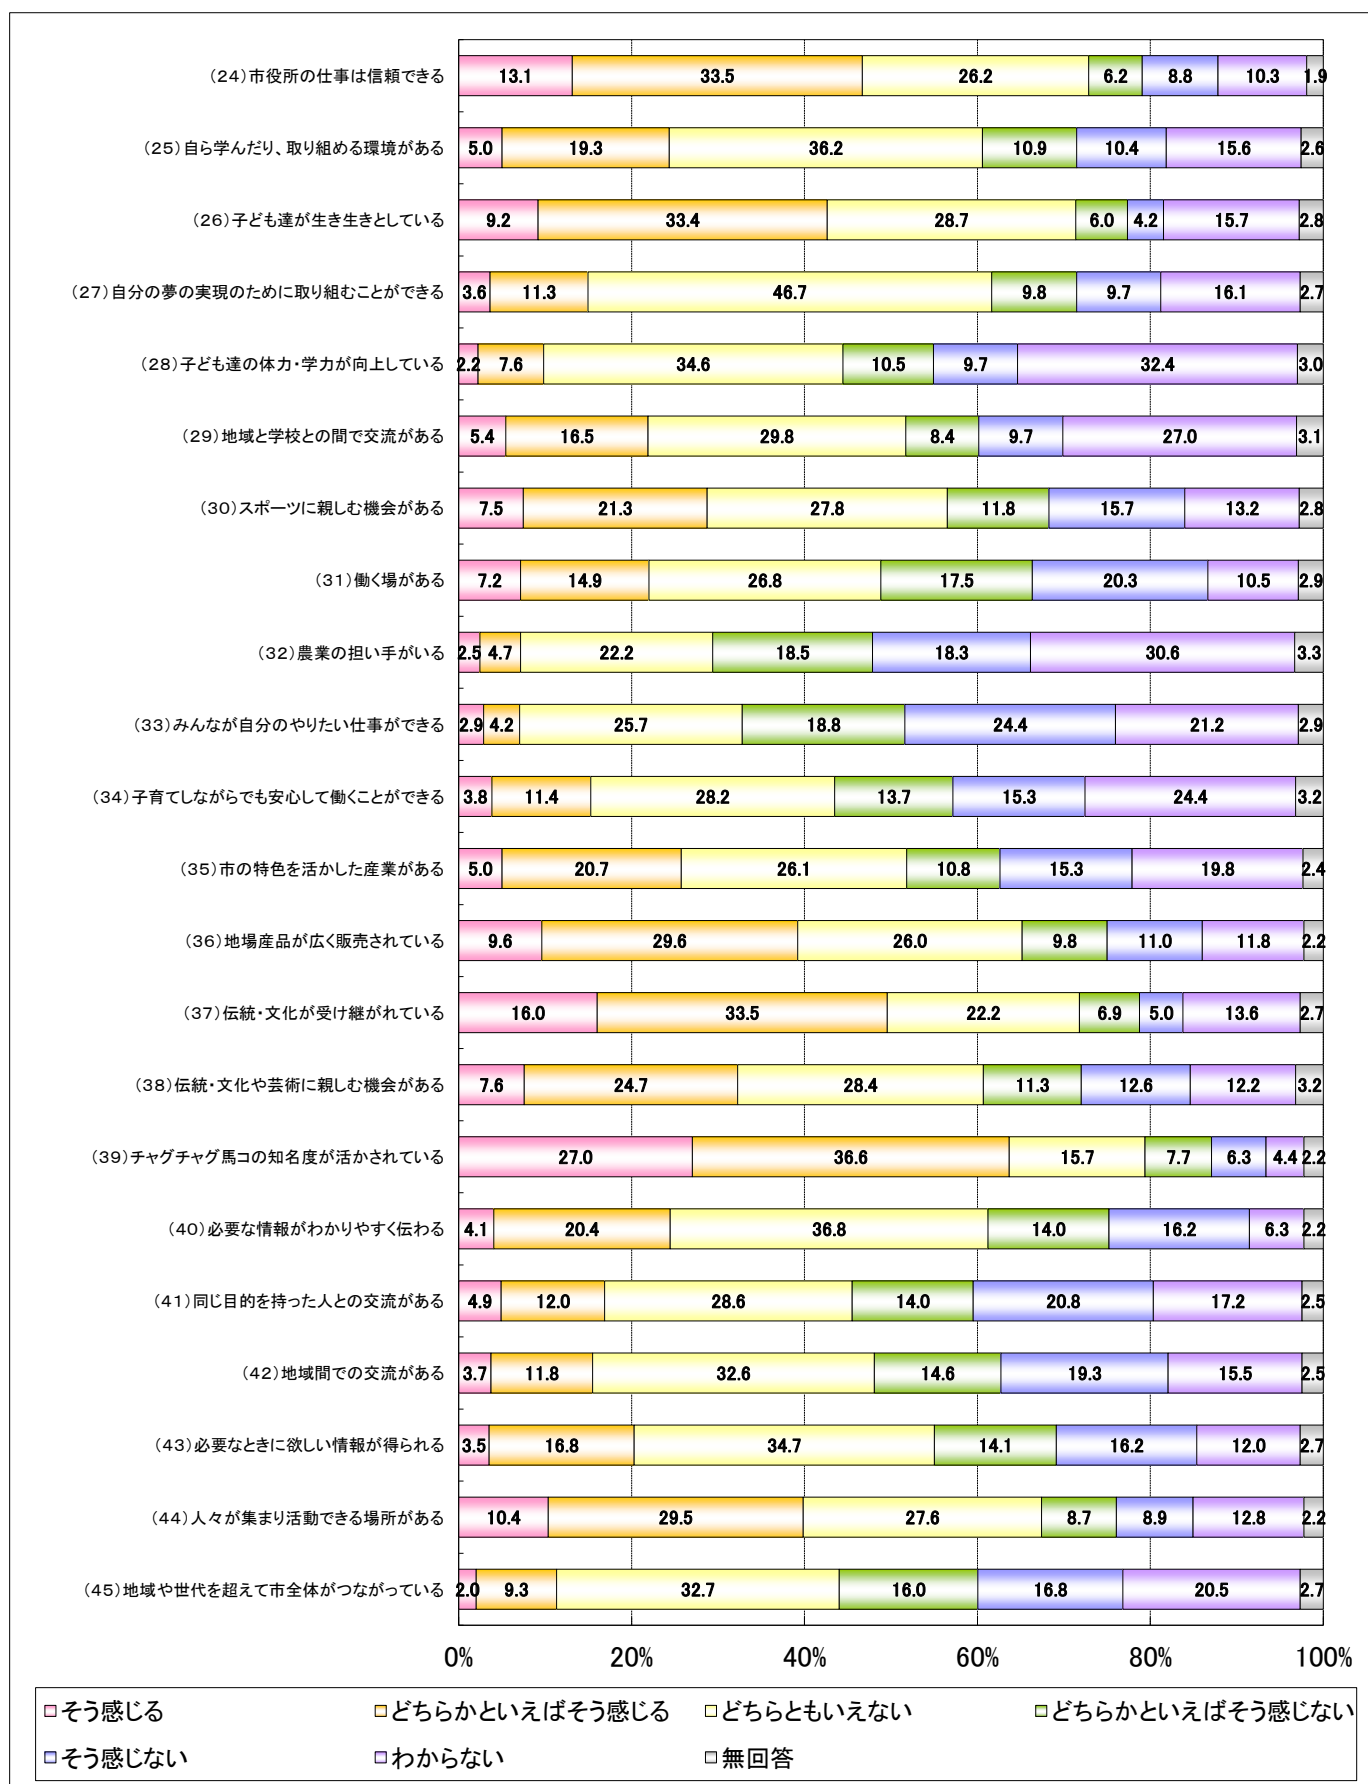 (24)市役所の仕事は信頼できる 13.1 33.5 26.2 6.2 8.8 10.3 1.9
(25)自ら学んだり、取り組める環境がある 5.0 19.3 36.2 10.9 10.4 15.6 2.6
(26)子ども達が生き生きとしている 9.2 33.4 28.7 6.0 4.2 15.7 2.8
(27)自分の夢の実現のために取り組むことができる 3.6 11.3 46.7 9.8 9.7 16.1 2.7
(28)子ども達の体力・学力が向上している 2.2 7.6 34.6 10.5 9.7 32.4 3.0
(29)地域と学校との間で交流がある 5.4 16.5 29.8 8.4 9.7 27.0 3.1
(30)スポーツに親しむ機会がある 7.5 21.3 27.8 11.8 15.7 13.2 2.8
(31)働く場がある 7.2 14.9 26.8 17.5 20.3 10.5 2.9
(32)農業の担い手がいる 2.5 4.7 22.2 18.5 18.3 30.6 3.3
(33)みんなが自分のやりたい仕事ができる 2.9 4.2 25.7 18.8 24.4 21.2 2.9
(34)子育てしながらでも安心して働くことができる 3.8 11.4 28.2 13.7 15.3 24.4 3.2
(35)市の特色を活かした産業がある 5.0 20.7 26.1 10.8 15.3 19.8 2.4
(36)地場産品が広く販売されている 9.6 29.6 26.0 9.8 11.0 11.8 2.2
(37)伝統・文化が受け継がれている 16.0 33.5 22.2 6.9 5.0 13.6 2.7
(38)伝統・文化や芸術に親しむ機会がある 7.6 24.7 28.4 11.3 12.6 12.2 3.2
(39)チャグチャグ馬コの知名度が活かされている 27.0 36.6 15.7 7.7 6.3 4.4 2.2
(40)必要な情報がわかりやすく伝わる 4.1 20.4 36.8 14.0 16.2 6.3 2.2
(41)同じ目的を持った人との交流がある 4.9 12.0 28.6 14.0 20.8 17.2 2.5
(42)地域間での交流がある 3.7 11.8 32.6 14.6 19.3 15.5 2.5
(43)必要なときに欲しい情報が得られる 3.5 16.8 34.7 14.1 16.2 12.0 2.7
(44)人々が集まり活動できる場所がある 10.4 29.5 27.6 8.7 8.9 12.8 2.2
(45)地域や世代を超えて市全体がつながっている 2.0 9.3 32.7 16.0 16.8 20.5 2.7
0% 20% 40% 60% 80% 100%
そう感じる どちらかといえばそう感じる どちらともいえない どちらかといえばそう感じない
そう感じない わからない 無回答